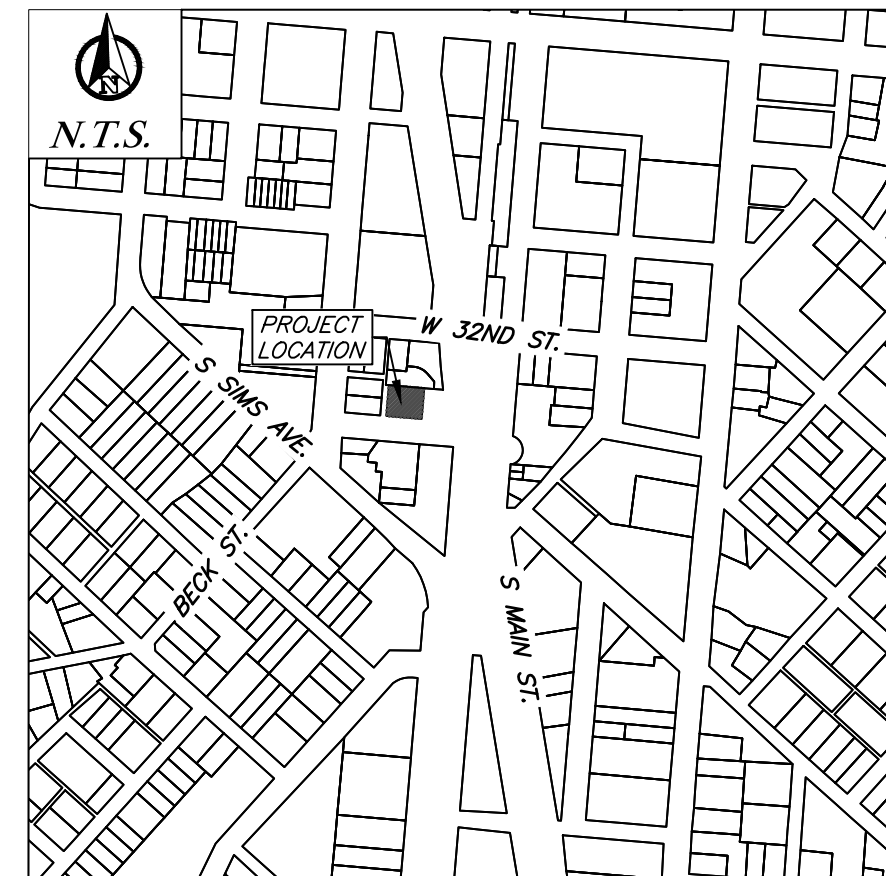 N
N.T.S.
PROJECT
LOCATION
W 32ND ST.
S SIMS AVE.
BECK ST.
S MAIN ST.